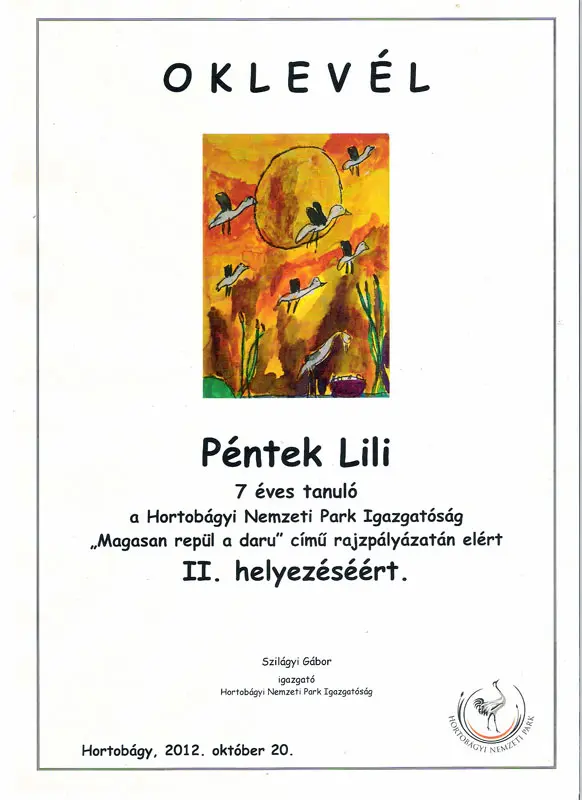 OKLEVÉL
Péntek Lili
7 éves tanuló
a Hortobágyi Nemzeti Park Igazgatóság
„Magasan repül a daru” című rajzpályázatán elért
II. helyezéséért.
Szilágyi Gábor
igazgató
Hortobágyi Nemzeti Park Igazgatóság
HORTOBÁGYI NEMZETI PARK
Hortobágy, 2012. október 20.